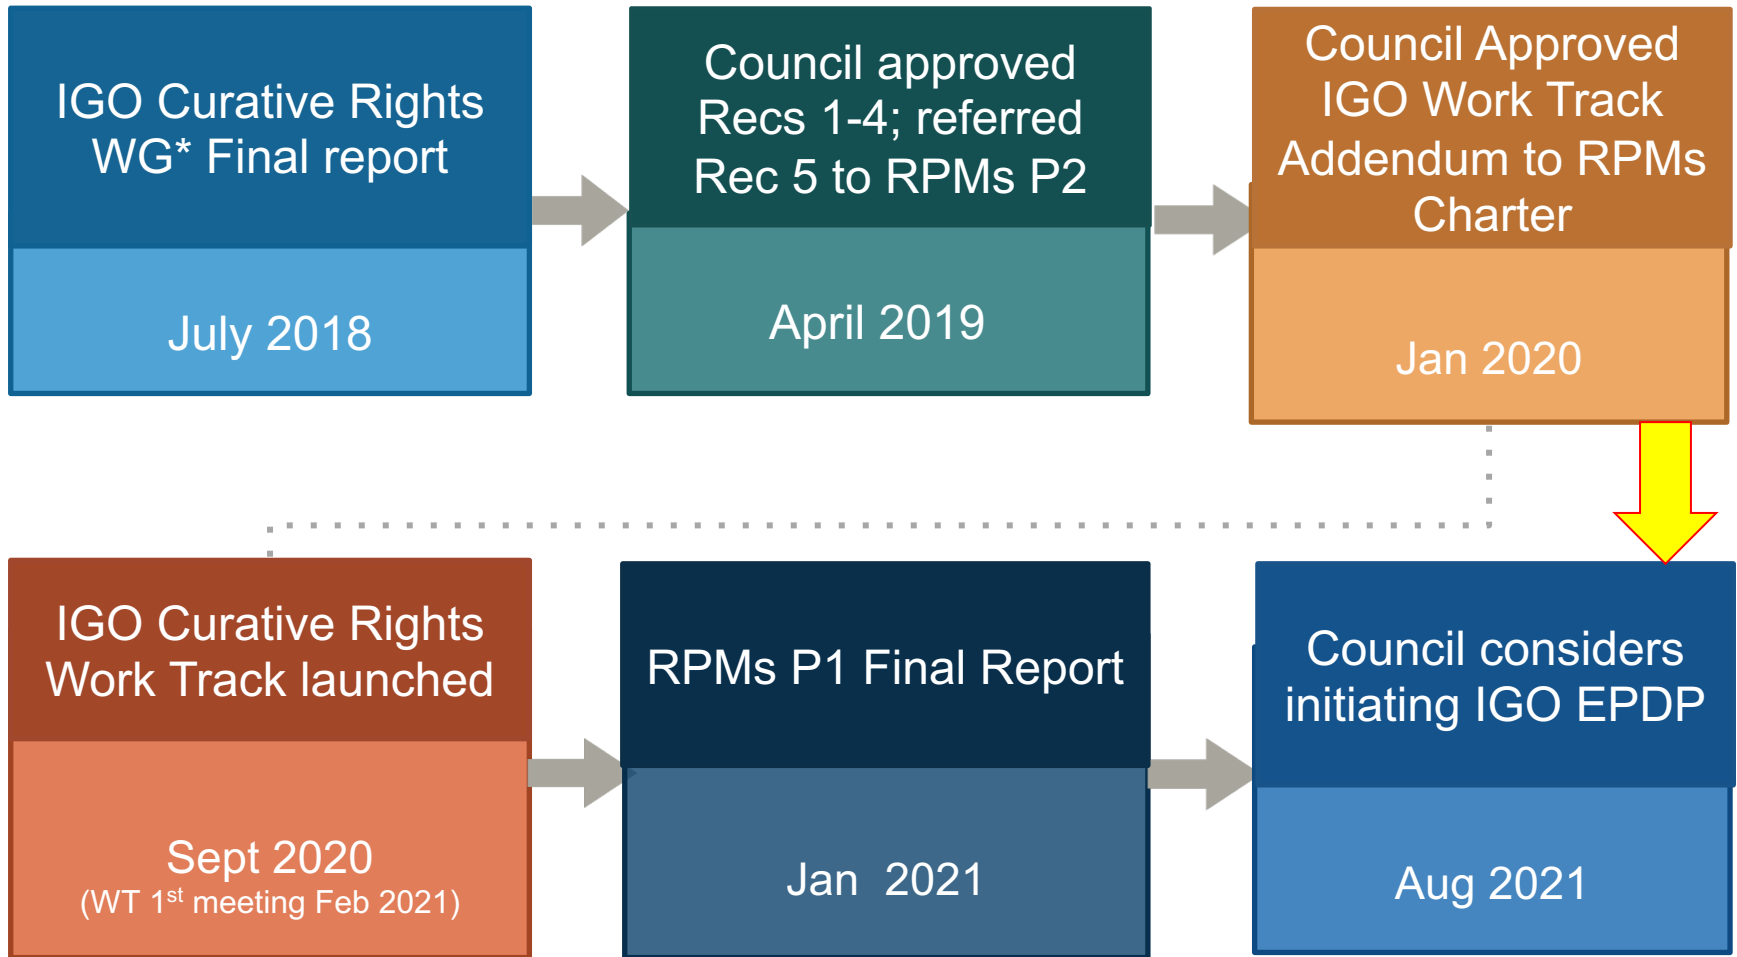 IGO Curative Rights
WG* Final report
July 2018
Council approved
Recs 1-4; referred
Rec 5 to RPMs P2
April 2019
Council Approved
IGO Work Track
Addendum to RPMs
Charter
Jan 2020
IGO Curative Rights
Work Track launched
Sept 2020
(WT 1st meeting Feb 2021)
RPMs P1 Final Report
Jan 2021
Council considers
initiating IGO EPDP
Aug 2021